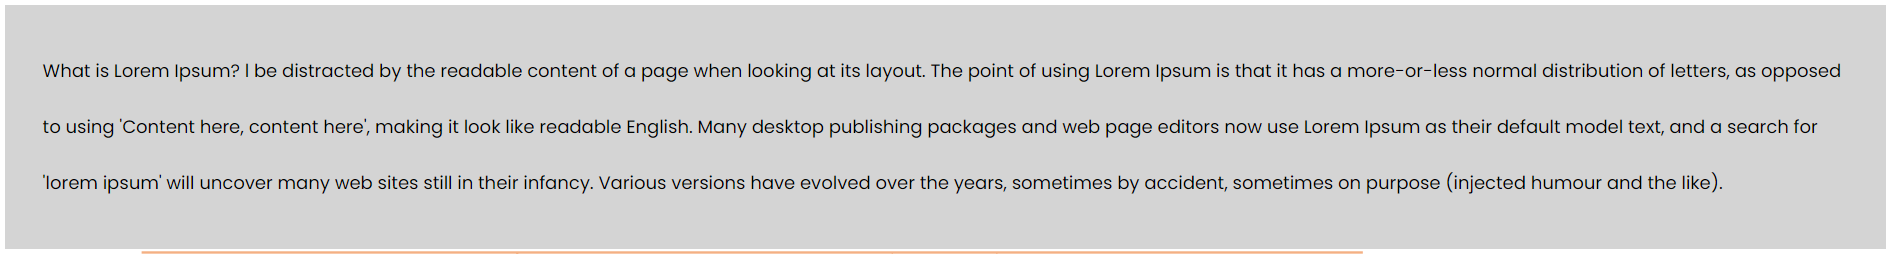 What is Lorem Ipsum? l be distracted by the readable content of a page when looking at its layout. The point of using Lorem Ipsum is that it has a more-or-less normal distribution of letters, as opposed
to using 'Content here, content here', making it look like readable English. Many desktop publishing packages and web page editors now use Lorem Ipsum as their default model text, and a search for
'lorem ipsum' will uncover many web sites still in their infancy. Various versions have evolved over the years, sometimes by accident, sometimes on purpose (injected humour and the like).